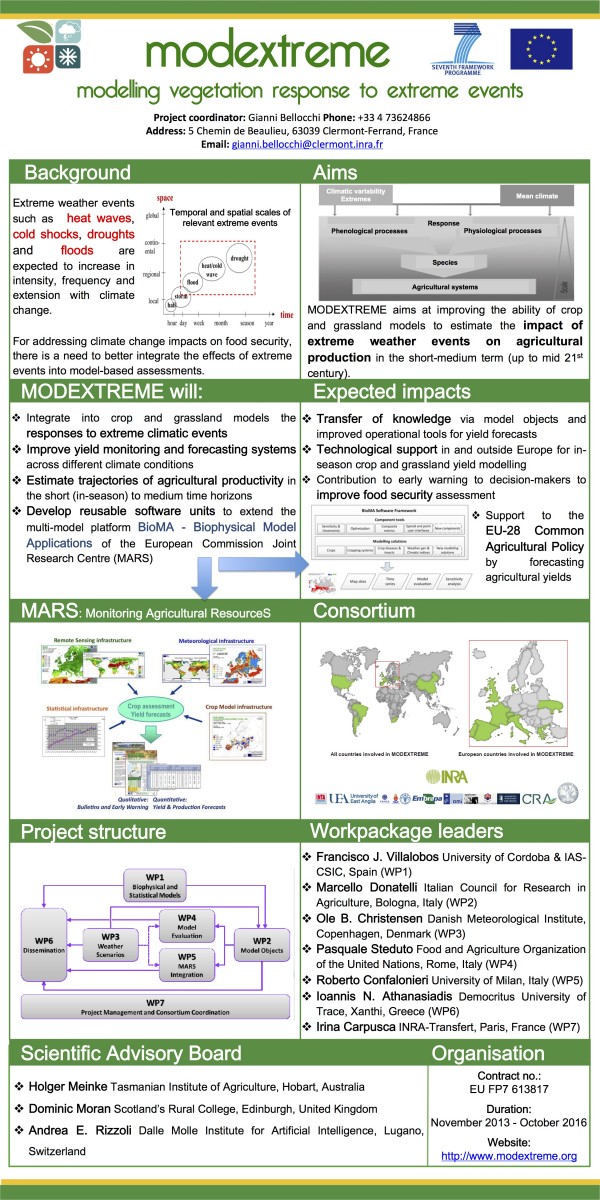 modextreme
SEVENTH FRAMEWORK
PROGRAMME
modelling vegetation response to extreme events
Project coordinator: Gianni Bellocchi Phone: +33 4 73624866
Address: 5 Chemin de Beaulieu, 63039 Clermont-Ferrand, France
Email: gianni.bellocchi@clermont.inra.fr
Background
Extreme weather events
such as heat waves,
cold shocks, droughts
and floods are
expected to increase in
intensity, frequency and
extension with climate
change.
space
Temporal and spatial scales of
relevant extreme events
global
contin-
ental
regional
local
drought
heat/cold
wave
flood
storm
hail
hour day week month season year
time
For addressing climate change impacts on food security,
there is a need to better integrate the effects of extreme
events into model-based assessments.
Aims
Climatic variability
Extremes
Mean climate
Response
Phenological processes
Physiological processes
Species
Agricultural systems
Scale
MODEXTREME aims at improving the ability of crop
and grassland models to estimate the impact of
extreme weather events on agricultural
production in the short-medium term (up to mid 21st
century).
MODEXTREME will:
❖ Integrate into crop and grassland models the
responses to extreme climatic events
❖ Improve yield monitoring and forecasting systems
across different climate conditions
❖ Estimate trajectories of agricultural productivity in
the short (in-season) to medium time horizons
❖ Develop reusable software units to extend the
multi-model platform BioMA - Biophysical Model
Applications of the European Commission Joint
Research Centre (MARS)
Expected impacts
❖ Transfer of knowledge via model objects and
improved operational tools for yield forecasts
❖ Technological support in and outside Europe for in-
season crop and grassland yield modelling
❖ Contribution to early warning to decision-makers to
improve food security assessment
BioMA Software Framework
Component tools
Optimization
New components
Modelling solutions
Crops
Cropping systems
Map data
Time
series
Model
evaluation
Sensitivity
analysis
❖ Support to the
EU-28 Common
Agricultural Policy
by forecasting
agricultural yields
MARS: Monitoring Agricultural ResourceS
Remote Sensing infrastructure
Meteorological infrastructure
Statistical infrastructure
Crop assessment
Yield forecasts
Crop Model infrastructure
Qualitative: Quantitative:
Bulletins and Early Warning Yield & Production Forecasts
Consortium
All countries involved in MODEXTREME
European countries involved in MODEXTREME
INRA
UEA University of
East Anglia
Embrapa
CRA
Project structure
WP1
Biophysical and
Statistical Models
WP4
Model
Evaluation
WP6
Dissemination
WP3
Weather
Scenarios
WP2
Model Objects
WP5
MARS
Integration
WP7
Project Management and Consortium Coordination
Workpackage leaders
❖ Francisco J. Villalobos University of Cordoba & IAS-
CSIC, Spain (WP1)
❖ Marcello Donatelli Italian Council for Research in
Agriculture, Bologna, Italy (WP2)
❖ Ole B. Christensen Danish Meteorological Institute,
Copenhagen, Denmark (WP3)
❖ Pasquale Steduto Food and Agriculture Organization
of the United Nations, Rome, Italy (WP4)
❖ Roberto Confalonieri University of Milan, Italy (WP5)
❖ Ioannis N. Athanasiadis Democritus University of
Trace, Xanthi, Greece (WP6)
❖ Irina Carpusca INRA-Transfert, Paris, France (WP7)
Scientific Advisory Board
❖ Holger Meinke Tasmanian Institute of Agriculture, Hobart, Australia
❖ Dominic Moran Scotland's Rural College, Edinburgh, United Kingdom
❖ Andrea E. Rizzoli Dalle Molle Institute for Artificial Intelligence, Lugano,
Switzerland
Organisation
Contract no.:
EU FP7 613817
Duration:
November 2013 - October 2016
Website:
http://www.modextreme.org